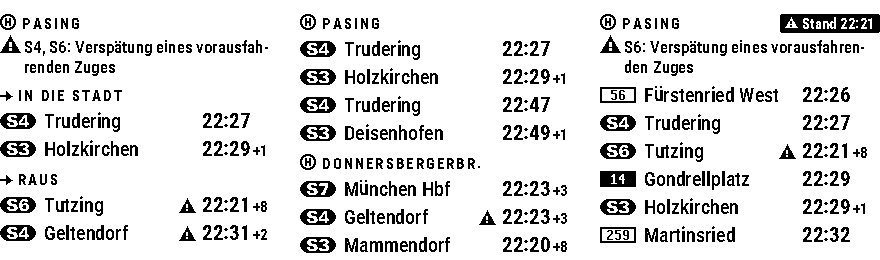 H PASING
S4, S6: Verspätung eines vorausfah-
renden Zuges
→ IN DIE STADT
S4 Trudering 22:27
S3 Holzkirchen 22:29 +1
→ RAUS
S6 Tutzing 22:21 +8
S4 Geltendorf 22:31 +2
H PASING
S4 Trudering 22:27
S3 Holzkirchen 22:29 +1
S4 Trudering 22:47
S3 Deisenhofen 22:49 +1
H DONNERSBERGERBR.
S7 München Hbf 22:23 +3
S4 Geltendorf 22:23 +3
S3 Mammendorf 22:20 +8
H PASING Stand 22:21
S6: Verspätung eines vorausfahren-
den Zuges
56 Fürstenried West 22:26
S4 Trudering 22:27
S6 Tutzing 22:21 +8
14 Gondrellplatz 22:29
S3 Holzkirchen 22:29 +1
259 Martinsried 22:32